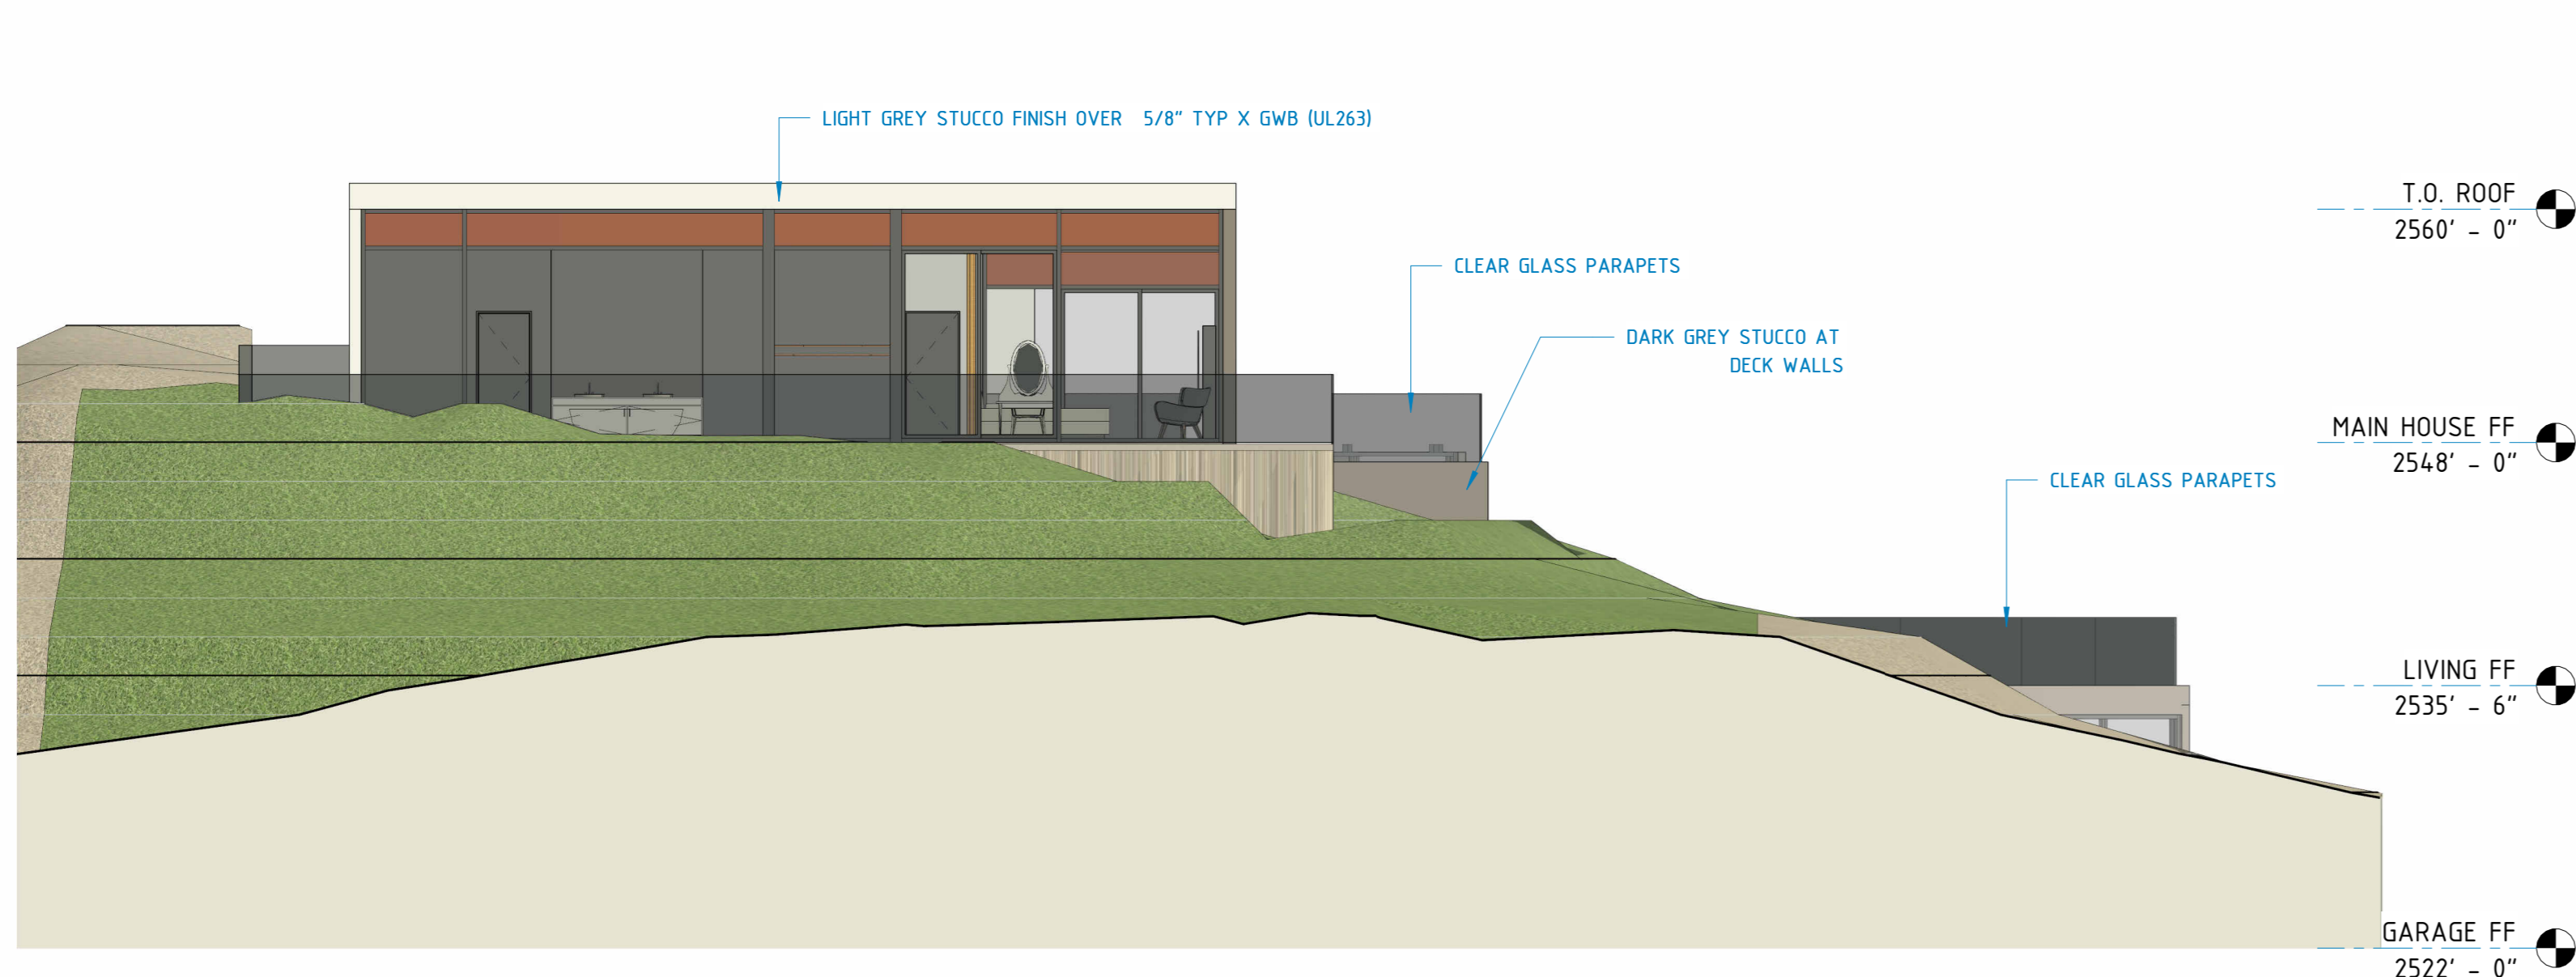 LIGHT GREY STUCCO FINISH OVER 5/8" TYP X GWB (UL263)
T.O. ROOF
2560' - 0"
CLEAR GLASS PARAPETS
DARK GREY STUCCO AT
DECK WALLS
MAIN HOUSE FF
2548' - 0"
CLEAR GLASS PARAPETS
LIVING FF
2535' - 6"
GARAGE FF
2522' - 0"